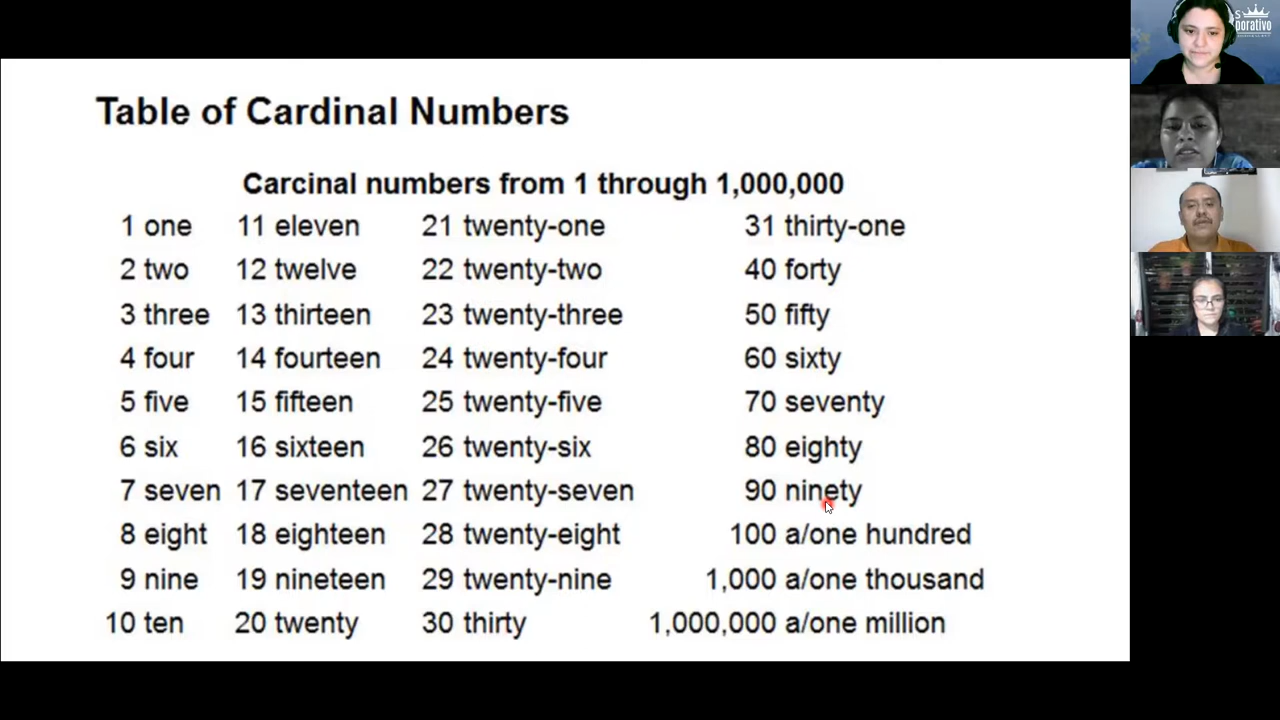 Table of Cardinal Numbers
Carcinal numbers from 1 through 1,000,000
1 one 11 eleven 21 twenty-one 31 thirty-one
2 two 12 twelve 22 twenty-two 40 forty
3 three 13 thirteen 23 twenty-three 50 fifty
4 four 14 fourteen 24 twenty-four 60 sixty
5 five 15 fifteen 25 twenty-five 70 seventy
6 six 16 sixteen 26 twenty-six 80 eighty
7 seven 17 seventeen 27 twenty-seven 90 ninety
8 eight 18 eighteen 28 twenty-eight 100 a/one hundred
9 nine 19 nineteen 29 twenty-nine 1,000 a/one thousand
10 ten 20 twenty 30 thirty 1,000,000 a/one million
S
porativo